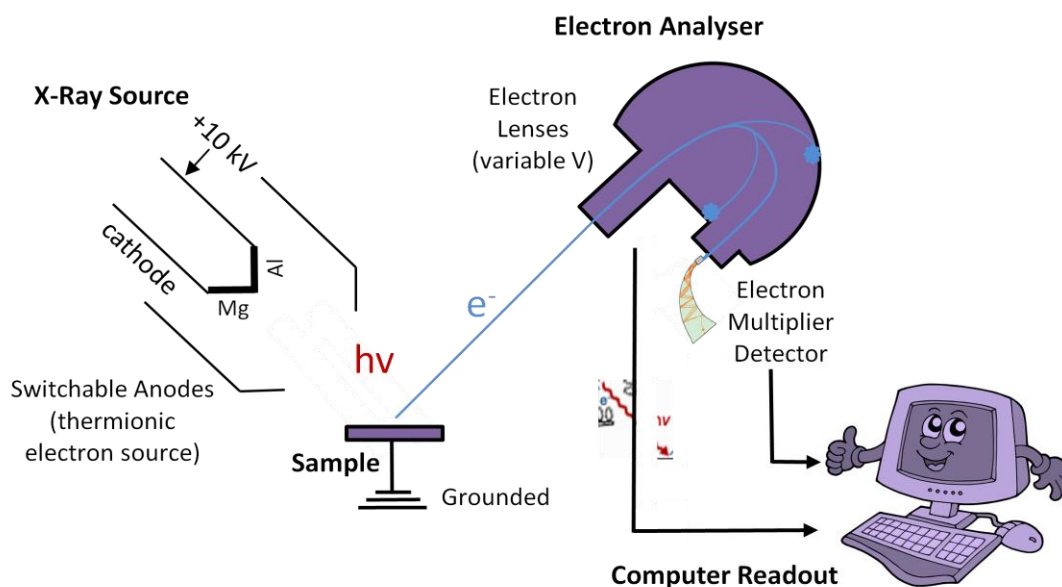 Electron Analyser
X-Ray Source
Electron
Lenses
(variable V)
+10 kV
cathode
Al
Mg
e⁻
hv
Electron
Multiplier
Detector
Switchable Anodes
(thermionic
electron source)
Sample
Grounded
Computer Readout